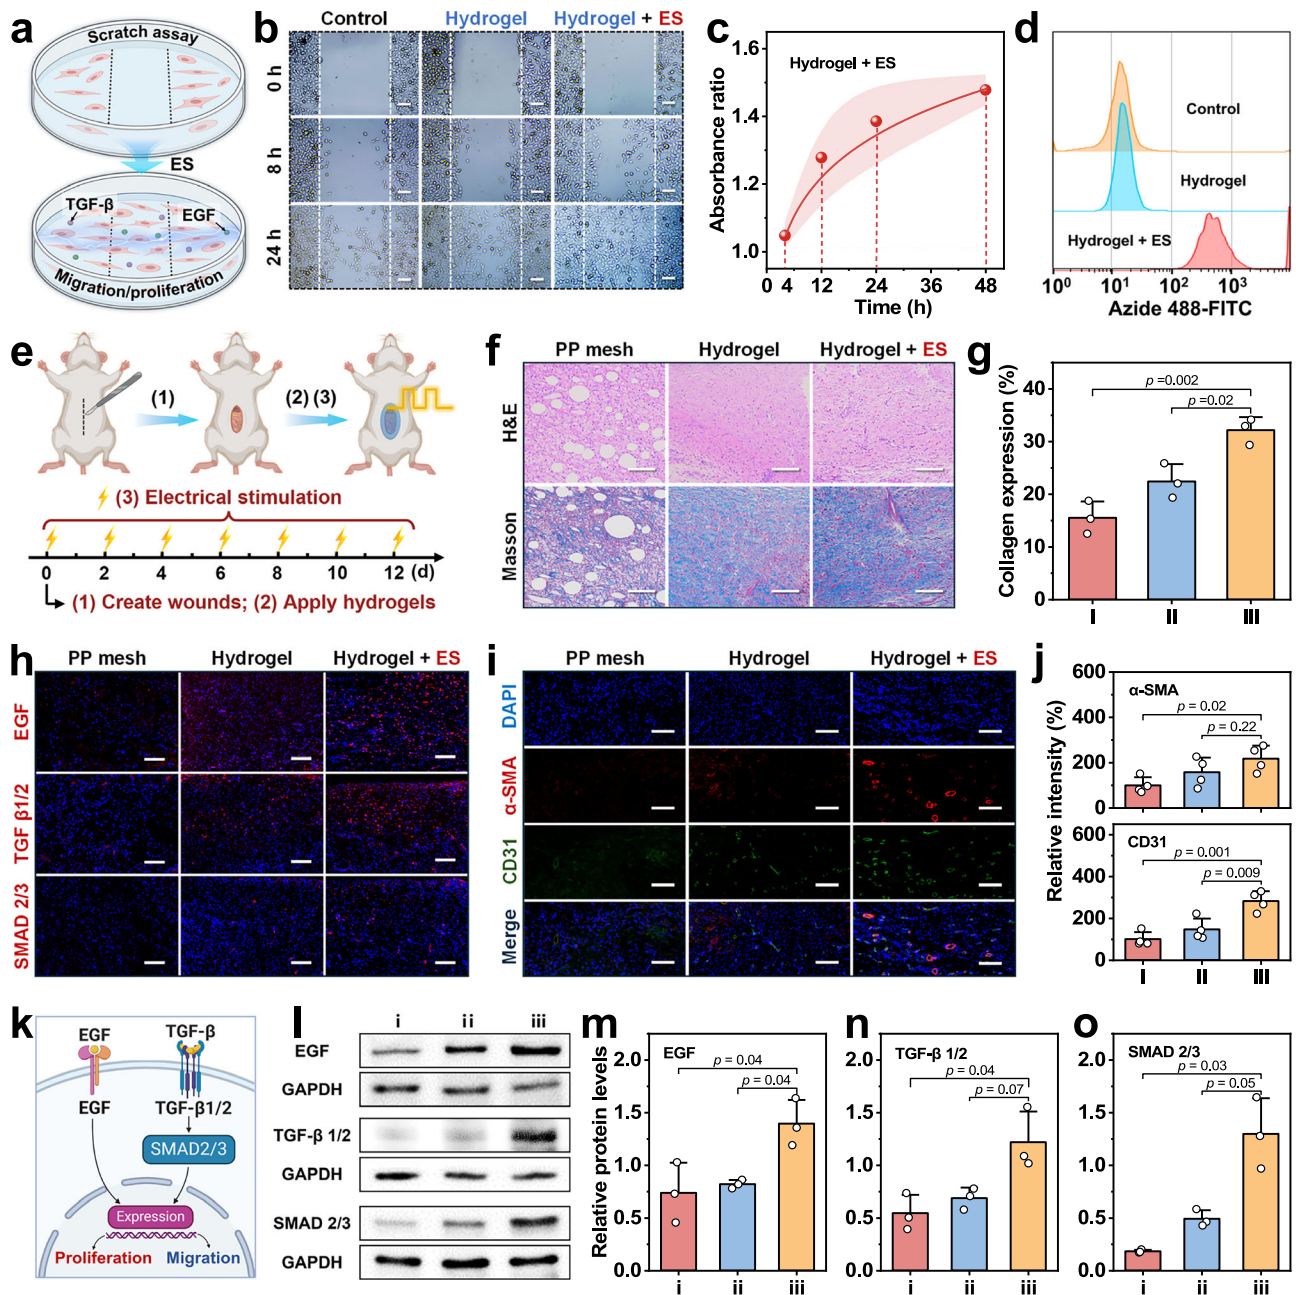 a
Scratch assay
ES
TGF-β
EGF
Migration/proliferation
b
Control
Hydrogel
Hydrogel + ES
0 h
8 h
24 h
c
Absorbance ratio
1.6
1.4
1.2
1.0
Hydrogel + ES
0 4 12 24 36 48
Time (h)
d
Control
Hydrogel
Hydrogel + ES
10⁰ 10¹ 10² 10³
Azide 488-FITC
e
(1)
(2) (3)
(3) Electrical stimulation
0 2 4 6 8 10 12 (d)
(1) Create wounds; (2) Apply hydrogels
f
PP mesh
Hydrogel
Hydrogel + ES
H&E
Masson
g
Collagen expression (%)
40
30
20
10
0
p =0.002
p =0.02
I II III
h
PP mesh
Hydrogel
Hydrogel + ES
EGF
TGF β1/2
SMAD 2/3
i
PP mesh
Hydrogel
Hydrogel + ES
DAPI
α-SMA
CD31
Merge
j
Relative intensity (%)
600
400
200
0
α-SMA
p = 0.02
p = 0.22
600
400
200
0
CD31
p = 0.001
p = 0.009
I II III
k
EGF
TGF-β
EGF
TGF-β1/2
SMAD2/3
Expression
Proliferation
Migration
l
i ii iii
EGF
GAPDH
TGF-β 1/2
GAPDH
SMAD 2/3
GAPDH
m
Relative protein levels
2.0
1.5
1.0
0.5
0.0
EGF
p = 0.04
p = 0.04
i ii iii
n
2.0
1.5
1.0
0.5
0.0
TGF-β 1/2
p = 0.04
p = 0.07
i ii iii
o
2.0
1.5
1.0
0.5
0.0
SMAD 2/3
p = 0.03
p = 0.05
i ii iii